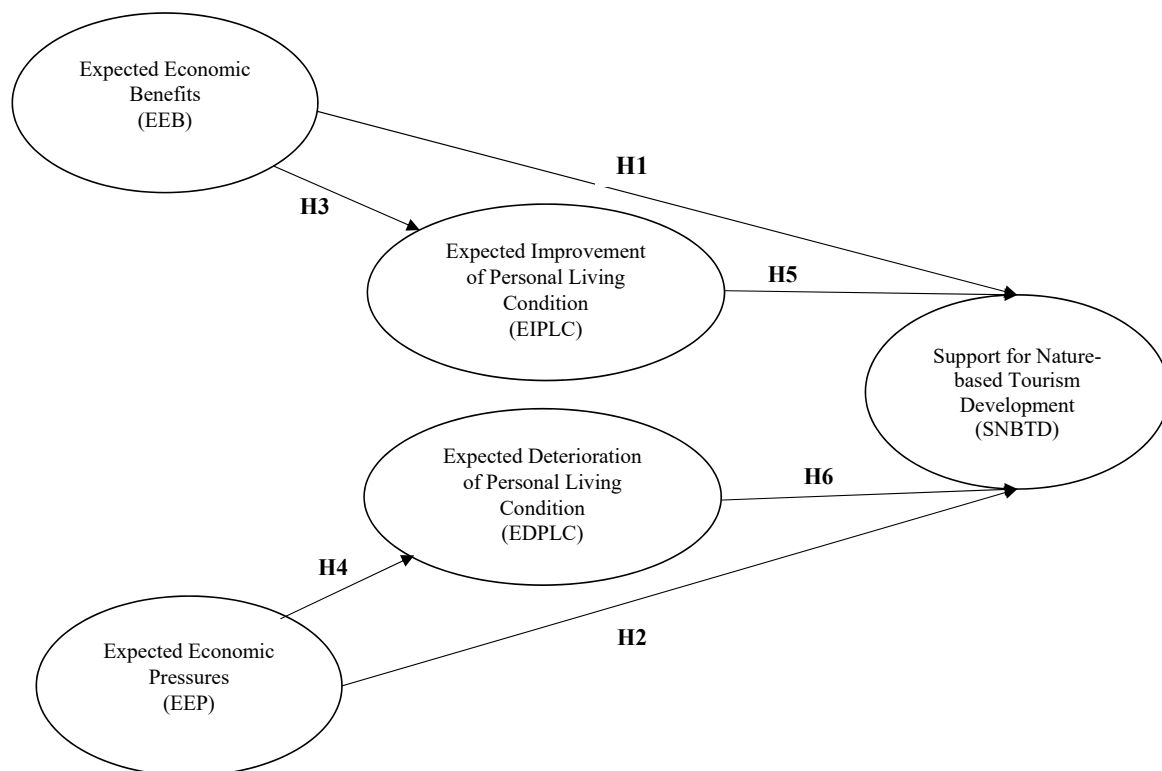 Expected Economic
Benefits
(EEB)
H1
H3
Expected Improvement
of Personal Living
Condition
(EIPLC)
H5
Support for Nature-
based Tourism
Development
(SNBTD)
Expected Deterioration
of Personal Living
Condition
(EDPLC)
H6
H4
H2
Expected Economic
Pressures
(EEP)